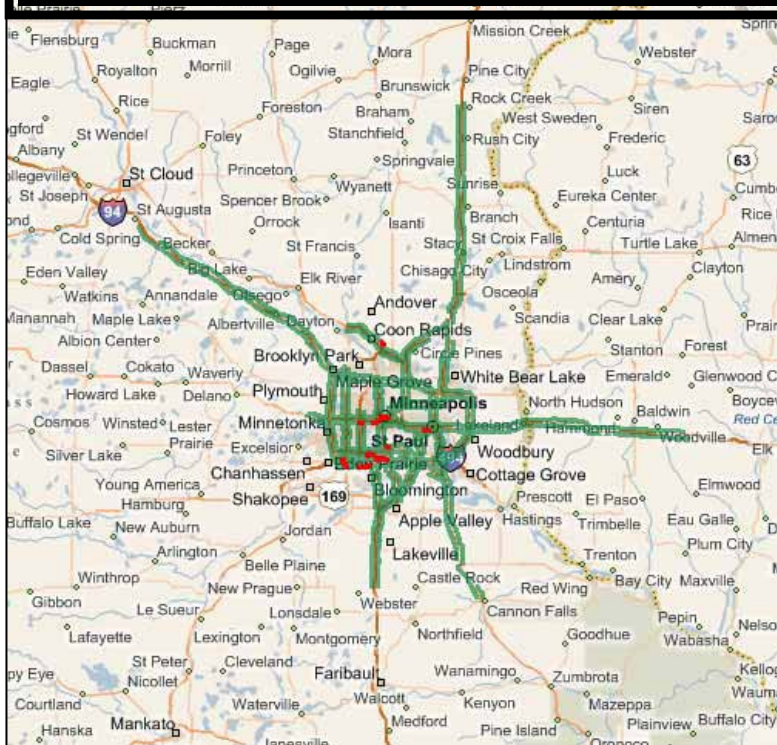 Mission Creek
Flensburg Buckman Page Mora Webster
Royalton Morrill Ogilvie Pine City
Eagle Brunswick Rock Creek
Rice Foreston Braham West Sweden Siren
St Wendel Foley Stanchfield Rush City Frederic
Albany Springvale 63
St Cloud Princeton Wyanett Sunrise Luck
St Joseph 94 St Augusta Spencer Brook Isanti Branch Eureka Center
Orrock Centuria
Cold Spring Becker St Francis Stacy St Croix Falls Turtle Lake
Eden Valley Big Lake Elk River Chisago City Lindstrom Clayton
Watkins Annandale Otsego Osceola Amery
Andover
Manannah Maple Lake Albertville Dayton Coon Rapids Scandia Clear Lake
Albion Center Stanton Forest
Brooklyn Park Circle Pines
Dassel Cokato Waverly Maple Grove White Bear Lake Emerald Glenwood C
Howard Lake Delano Plymouth Minneapolis North Hudson Baldwin
Cosmos Winsted Lester Prairie Minnetonka Lakeland Hammond Woodville
Silver Lake Excelsior St Paul Woodbury
Chanhassen Eden Prairie Cottage Grove Elmwood
Young America Shakopee 169 Bloomington Prescott El Paso
Hamburg
Buffalo Lake New Auburn Jordan Apple Valley Hastings Trimbelle Eau Galle
Arlington Lakeville Plum City
Belle Plaine Trenton
Winthrop New Prague Castle Rock Red Wing Bay City Maxville
Gibbon Le Sueur Lonsdale Webster Cannon Falls Pepin
Lafayette Lexington Montgomery Northfield Goodhue Wabasha
St Peter Cleveland Faribault Wanamingo Zumbrota
Nicollet
Courtland Waterville Walcott Kenyon Mazeppa
Hanska Mankato Medford Pine Island Plainview Buffalo City
Janesville Oronoco